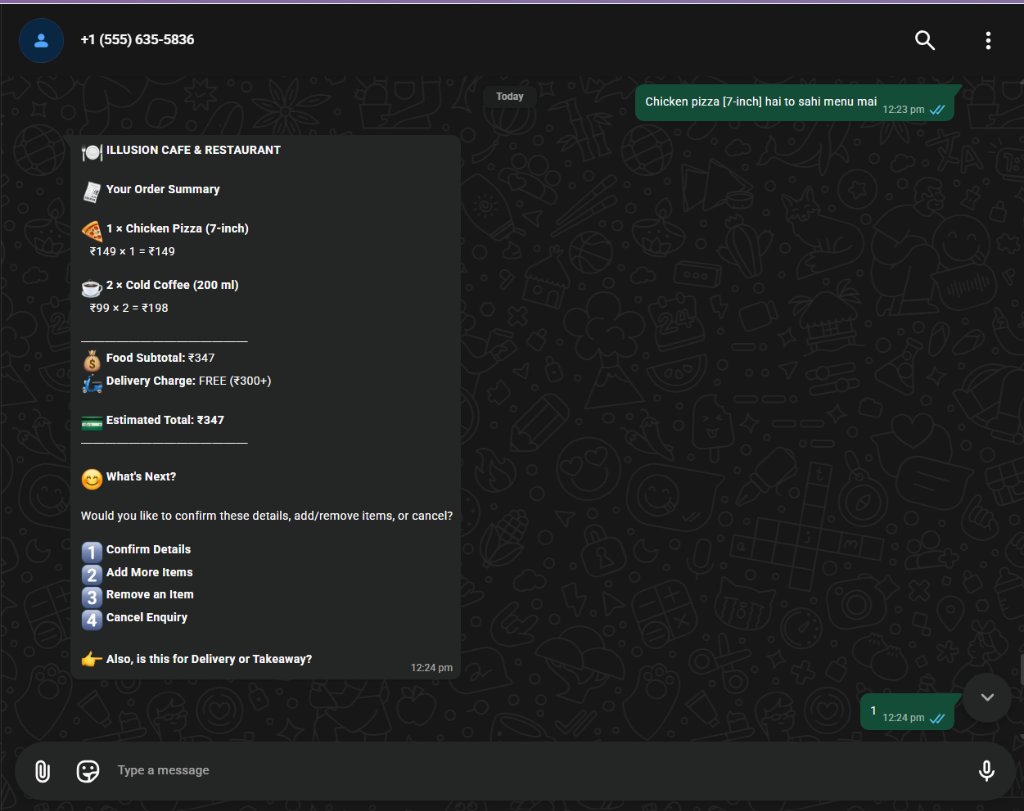 +1 (555) 635-5836
Today
Chicken pizza [7-inch] hai to sahi menu mai
12:23 pm
ILLUSION CAFE & RESTAURANT
Your Order Summary
1 × Chicken Pizza (7-inch)
₹149 × 1 = ₹149
2 × Cold Coffee (200 ml)
₹99 × 2 = ₹198
Food Subtotal: ₹347
Delivery Charge: FREE (₹300+)
Estimated Total: ₹347
What's Next?
Would you like to confirm these details, add/remove items, or cancel?
1 Confirm Details
2 Add More Items
3 Remove an Item
4 Cancel Enquiry
Also, is this for Delivery or Takeaway?
12:24 pm
1
12:24 pm
Type a message